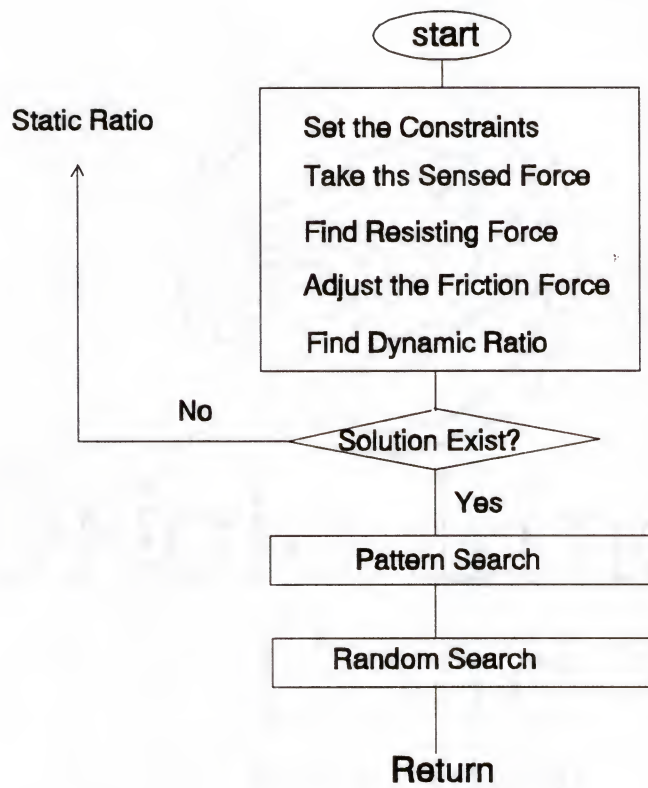 start
Static Ratio
Set the Constraints
Take ths Sensed Force
Find Resisting Force
Adjust the Friction Force
Find Dynamic Ratio
No
Solution Exist?
Yes
Pattern Search
Random Search
Return